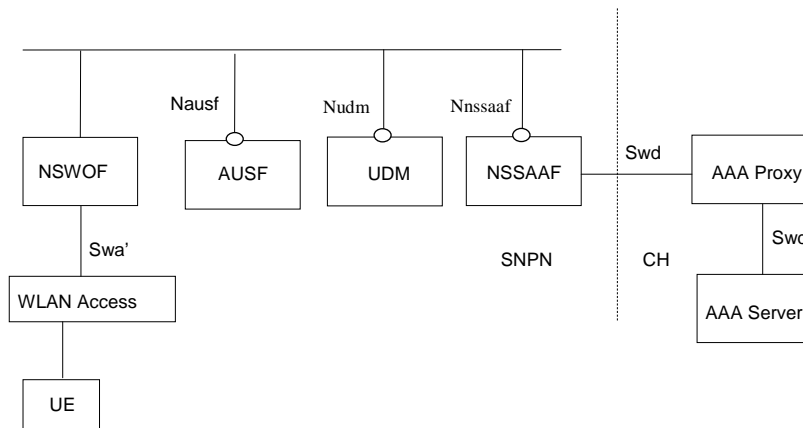 Nausf
Nudm
Nnssaaf
NSWOF
AUSF
UDM
NSSAAF
Swd
AAA Proxy
Swa’
SNPN
CH
WLAN Access
AAA Server
UE